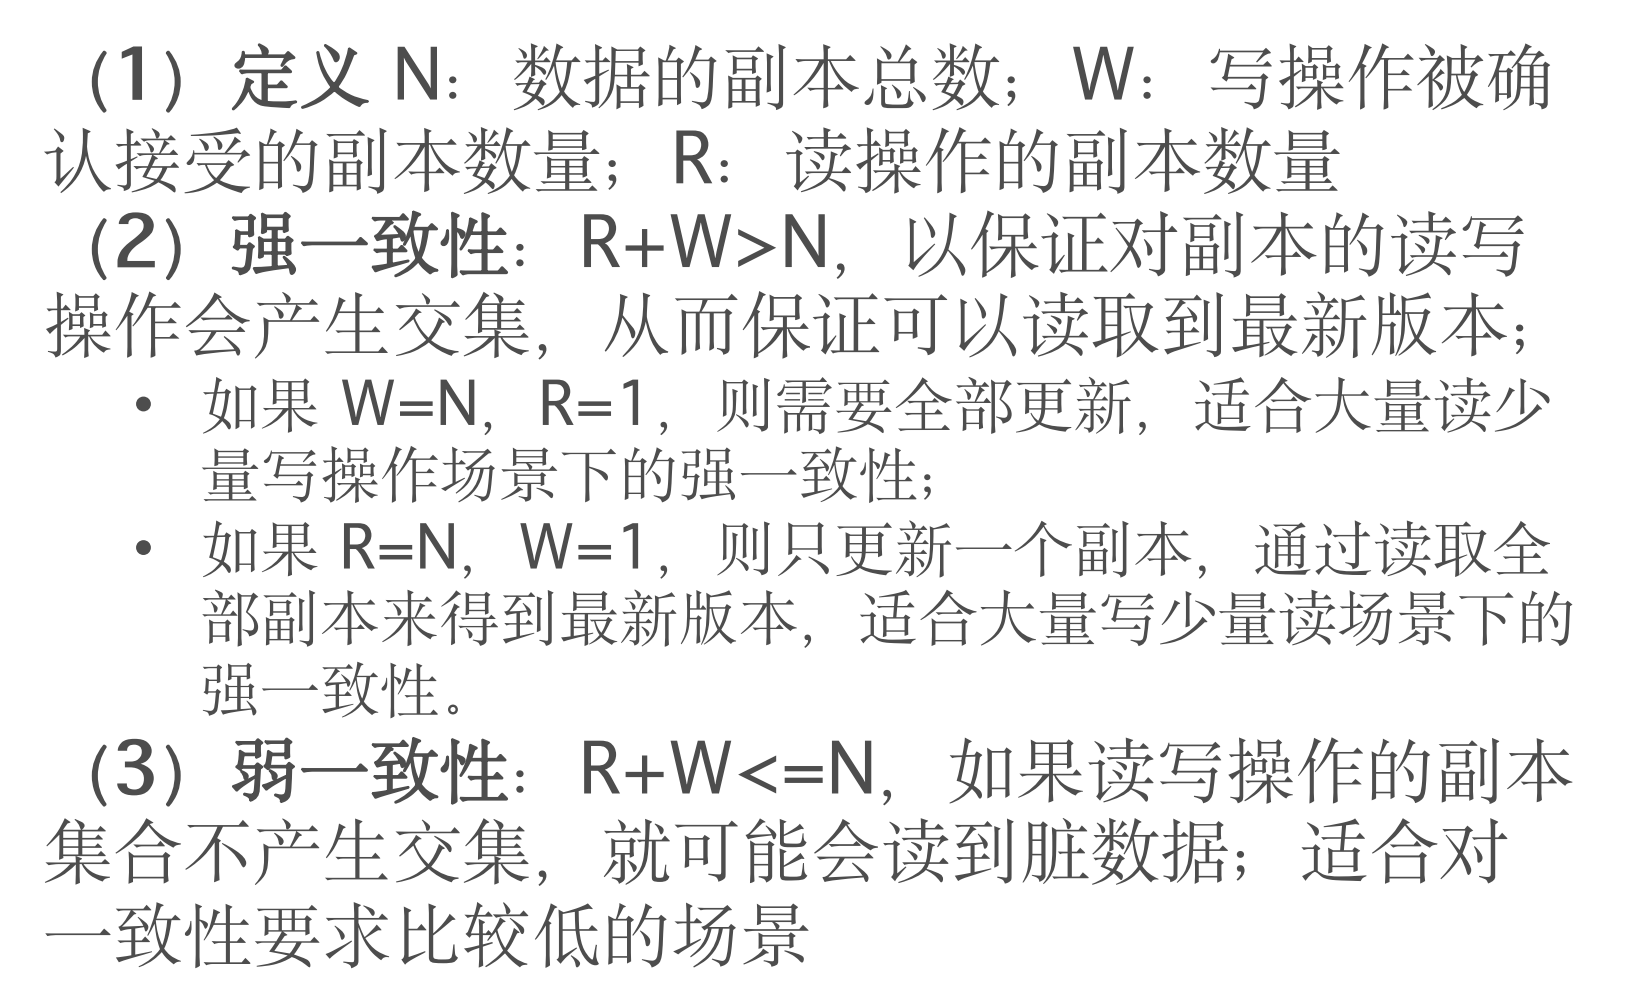 （1）定义 N：数据的副本总数；W：写操作被确
认接受的副本数量；R：读操作的副本数量
（2）强一致性：R+W>N，以保证对副本的读写
操作会产生交集，从而保证可以读取到最新版本；
• 如果 W=N，R=1，则需要全部更新，适合大量读少
量写操作场景下的强一致性；
• 如果 R=N，W=1，则只更新一个副本，通过读取全
部副本来得到最新版本，适合大量写少量读场景下的
强一致性。
（3）弱一致性：R+W<=N，如果读写操作的副本
集合不产生交集，就可能会读到脏数据；适合对
一致性要求比较低的场景